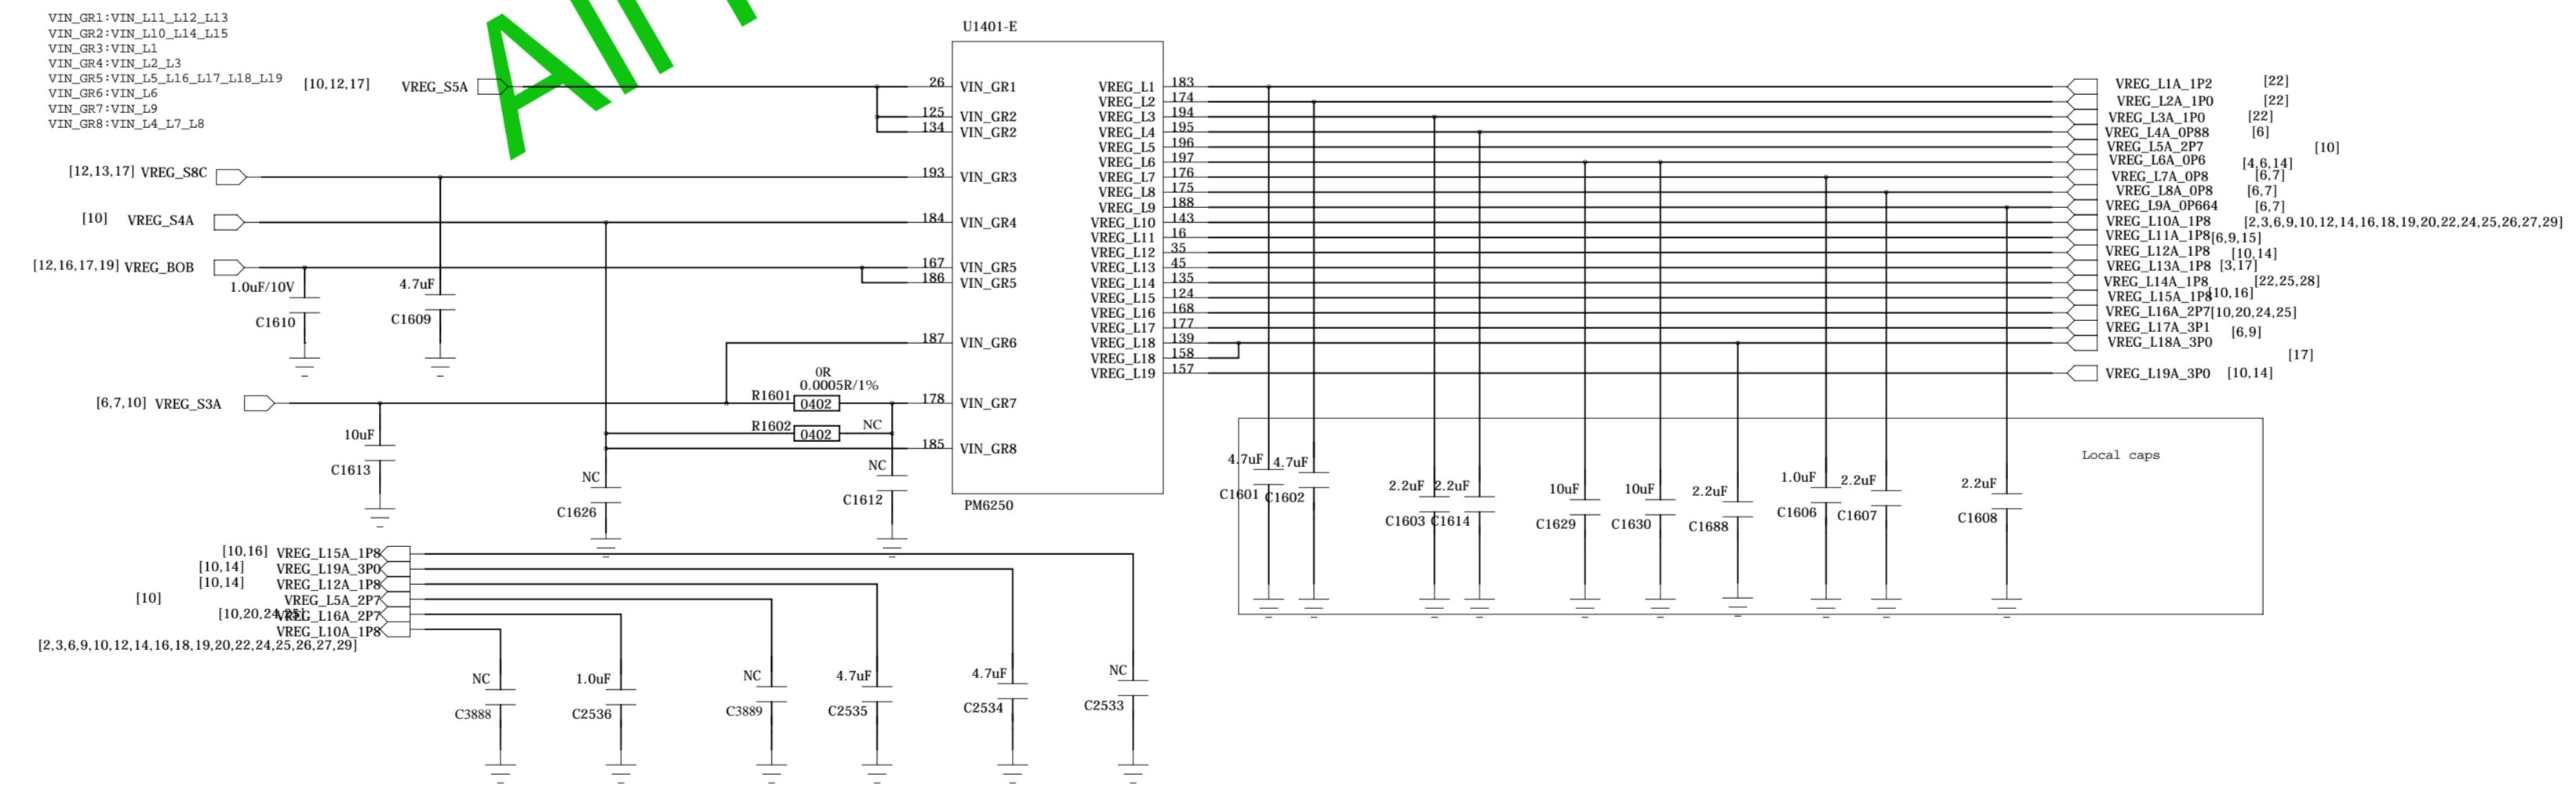 VIN_GR1:VIN_L11_L12_L13
VIN_GR2:VIN_L10_L14_L15
VIN_GR3:VIN_L1
VIN_GR4:VIN_L2_L3
VIN_GR5:VIN_L5_L16_L17_L18_L19
VIN_GR6:VIN_L6
VIN_GR7:VIN_L9
VIN_GR8:VIN_L4_L7_L8
[10,12,17] VREG_S5A
[12,13,17] VREG_S8C
[10] VREG_S4A
[12,16,17,19] VREG_BOB
1.0uF/10V
C1610
4.7uF
C1609
[6,7,10] VREG_S3A
10uF
C1613
0R
0.0005R/1%
R1601 0402
R1602 0402 NC
NC
C1626
NC
C1612
U1401-E
26 VIN_GR1
125 VIN_GR2
134 VIN_GR2
193 VIN_GR3
184 VIN_GR4
167 VIN_GR5
186 VIN_GR5
187 VIN_GR6
178 VIN_GR7
185 VIN_GR8
PM6250
VREG_L1 183
VREG_L2 174
VREG_L3 194
VREG_L4 195
VREG_L5 196
VREG_L6 197
VREG_L7 176
VREG_L8 175
VREG_L9 188
VREG_L10 143
VREG_L11 16
VREG_L12 35
VREG_L13 45
VREG_L14 135
VREG_L15 124
VREG_L16 168
VREG_L17 177
VREG_L18 139
VREG_L18 158
VREG_L19 157
VREG_L1A_1P2 [22]
VREG_L2A_1P0 [22]
VREG_L3A_1P0 [22]
VREG_L4A_0P88 [6]
VREG_L5A_2P7 [10]
VREG_L6A_0P6 [4,6,14]
VREG_L7A_0P8 [6,7]
VREG_L8A_0P8 [6,7]
VREG_L9A_0P664 [6,7]
VREG_L10A_1P8 [2,3,6,9,10,12,14,16,18,19,20,22,24,25,26,27,29]
VREG_L11A_1P8 [6,9,15]
VREG_L12A_1P8 [10,14]
VREG_L13A_1P8 [3,17]
VREG_L14A_1P8 [22,25,28]
VREG_L15A_1P8 [10,16]
VREG_L16A_2P7 [10,20,24,25]
VREG_L17A_3P1 [6,9]
VREG_L18A_3P0 [17]
VREG_L19A_3P0 [10,14]
Local caps
4.7uF
C1601
4.7uF
C1602
2.2uF
C1603
2.2uF
C1614
10uF
C1629
10uF
C1630
2.2uF
C1688
1.0uF
C1606
2.2uF
C1607
2.2uF
C1608
[10,16] VREG_L15A_1P8
[10,14] VREG_L19A_3P0
[10,14] VREG_L12A_1P8
[10] VREG_L5A_2P7
[10,20,24,25] VREG_L16A_2P7
VREG_L10A_1P8
[2,3,6,9,10,12,14,16,18,19,20,22,24,25,26,27,29]
NC
C3888
1.0uF
C2536
NC
C3889
4.7uF
C2535
4.7uF
C2534
NC
C2533